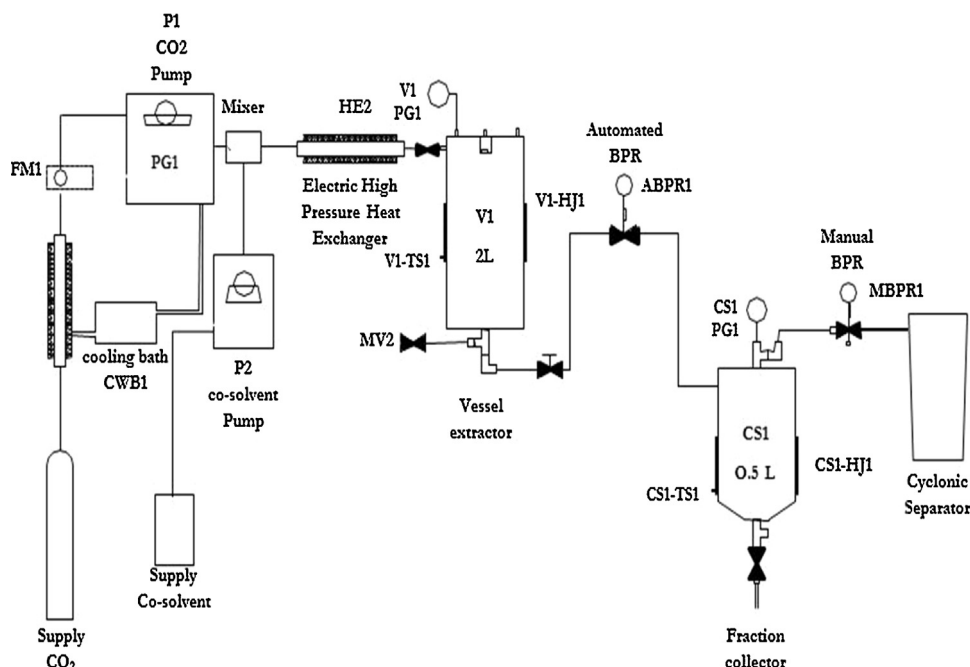 P1
CO2
Pump
Mixer
HE2
V1
PG1
Automated
BPR
ABPR1
FM1
PG1
Electric High
Pressure Heat
Exchanger
V1-HJ1
V1
2L
V1-TS1
Manual
BPR
MBPR1
CS1
PG1
cooling bath
CWB1
MV2
P2
co-solvent
Pump
Vessel
extractor
CS1
O.5 L
CS1-HJ1
CS1-TS1
Cyclonic
Separator
Supply
Co-solvent
Supply
CO₂
Fraction
collector